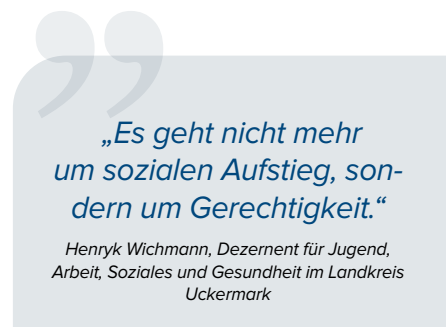 „Es geht nicht mehr
um sozialen Aufstieg, son-
dern um Gerechtigkeit.“
Henryk Wichmann, Dezernent für Jugend,
Arbeit, Soziales und Gesundheit im Landkreis
Uckermark